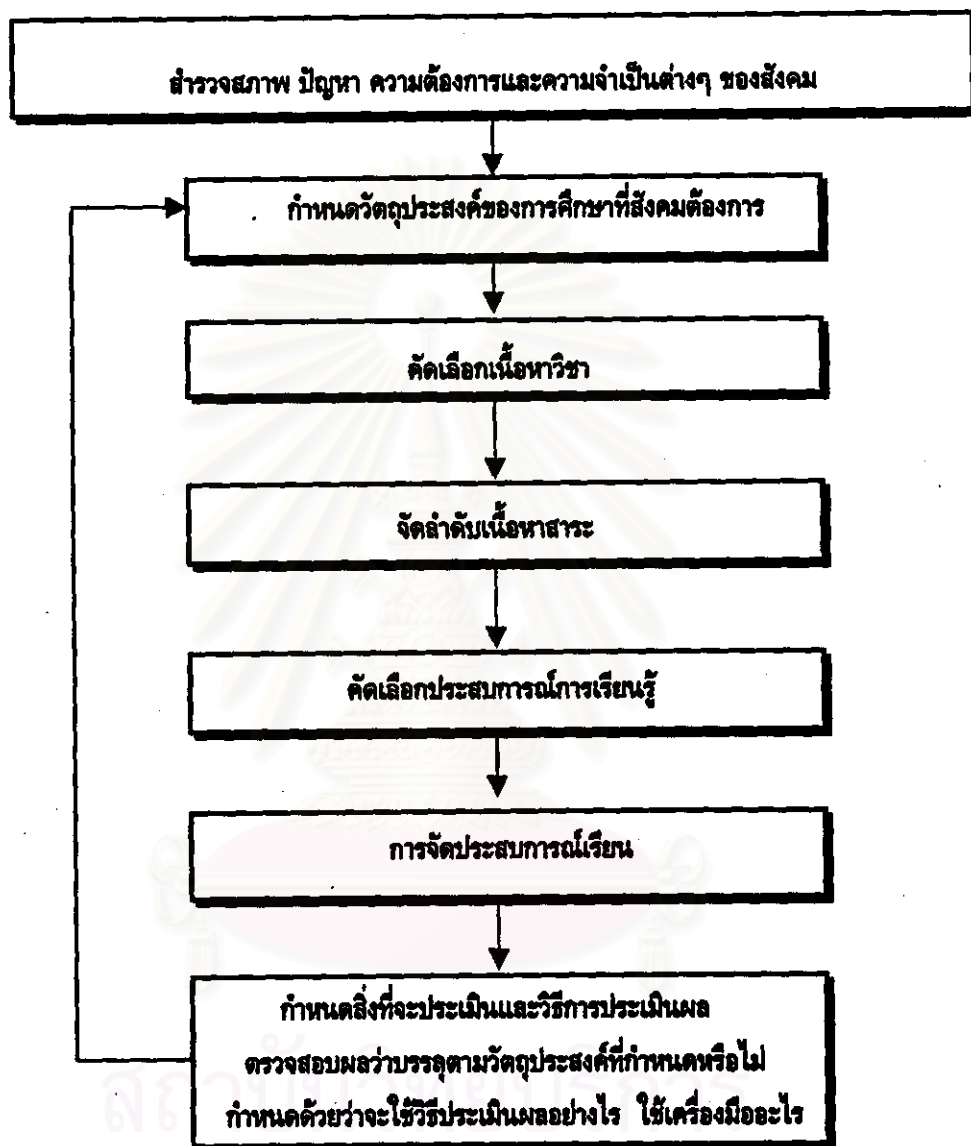 สำรวจสภาพ ปัญหา ความต้องการและความจำเป็นต่างๆ ของสังคม
กำหนดวัตถุประสงค์ของการศึกษาที่สังคมต้องการ
คัดเลือกเนื้อหาวิชา
จัดลำดับเนื้อหาสาระ
คัดเลือกประสบการณ์การเรียนรู้
การจัดประสบการณ์เรียน
กำหนดสิ่งที่จะประเมินและวิธีการประเมินผล
ตรวจสอบผลว่าบรรลุตามวัตถุประสงค์ที่กำหนดหรือไม่
กำหนดด้วยว่าจะใช้วิธีประเมินผลอย่างไร ใช้เครื่องมืออะไร
สถาบันวิทยบริการ